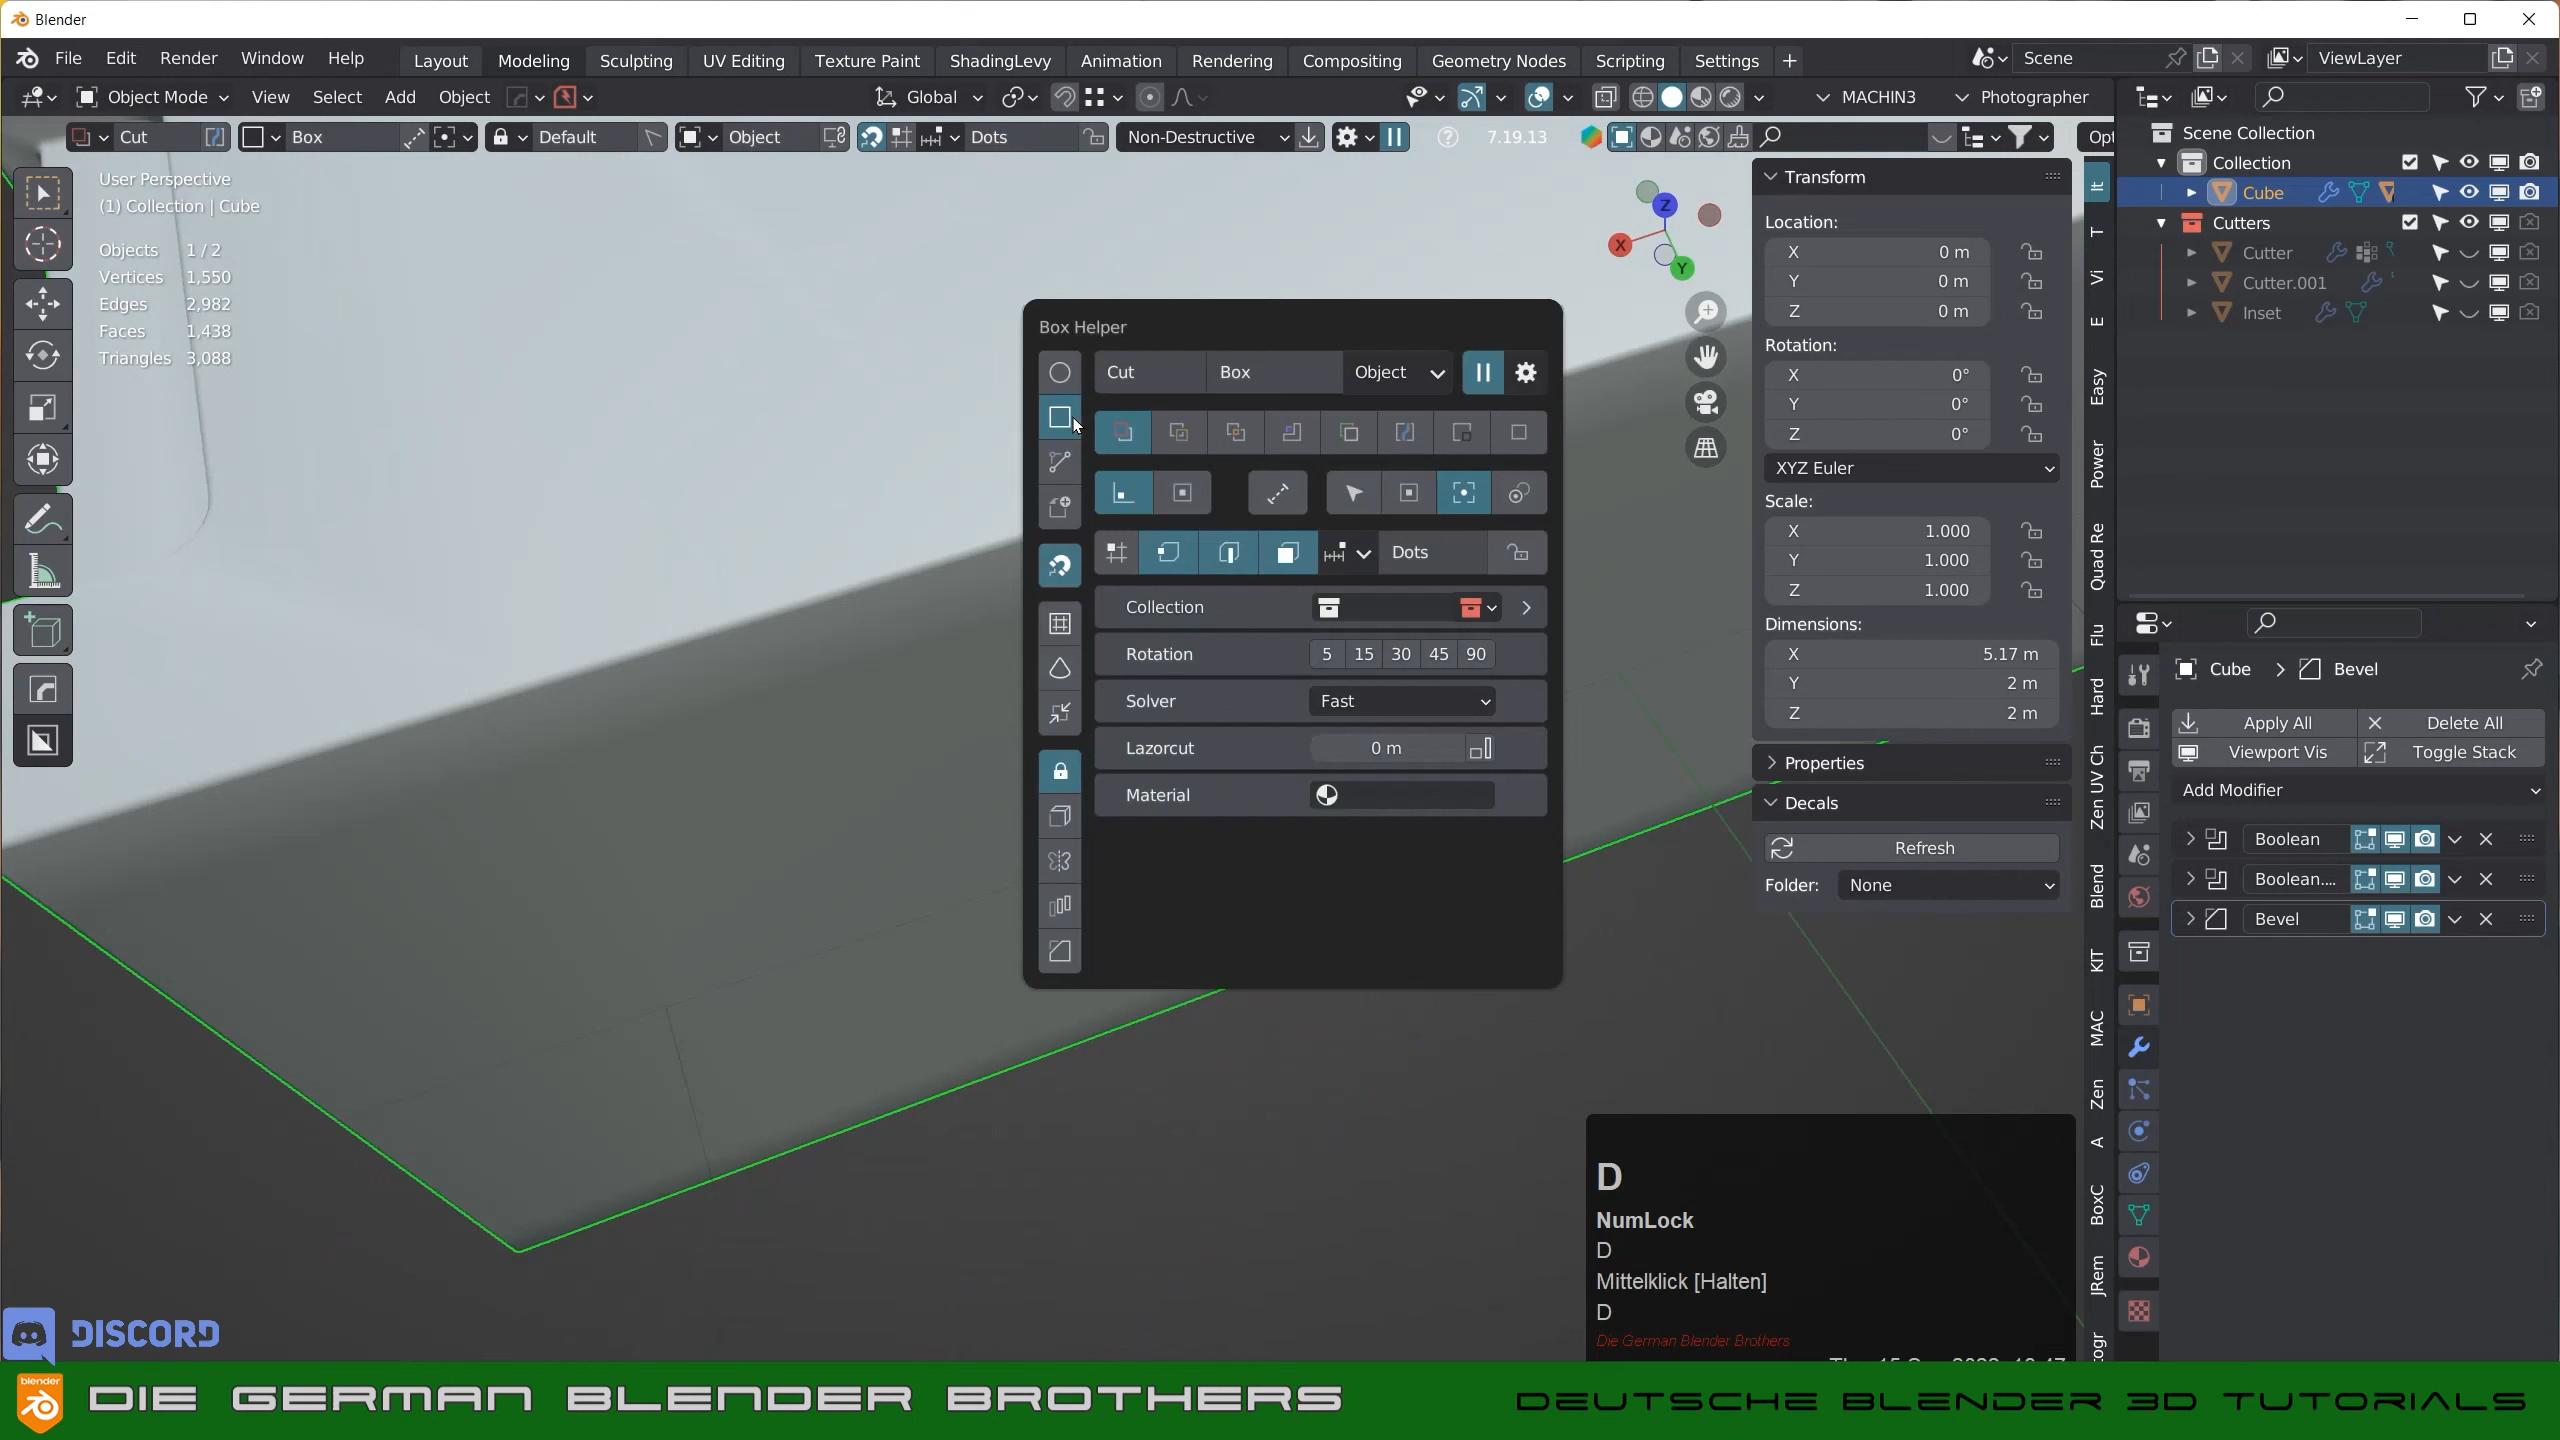 Blender
File Edit Render Window Help Layout Modeling Sculpting UV Editing Texture Paint ShadingLevy Animation Rendering Compositing Geometry Nodes Scripting Settings + Scene ViewLayer
Object Mode View Select Add Object Global MACHIN3 Photographer
Cut Box Default Object Dots Non-Destructive 7.19.13 Opt
User Perspective
(1) Collection | Cube
Objects 1 / 2
Vertices 1,550
Edges 2,982
Faces 1,438
Triangles 3,088
X
Y
Z
Box Helper
Cut Box Object
Dots
Collection
Rotation 5 15 30 45 90
Solver Fast
Lazorcut 0 m
Material
Transform
Location:
X 0 m
Y 0 m
Z 0 m
Rotation:
X 0°
Y 0°
Z 0°
XYZ Euler
Scale:
X 1.000
Y 1.000
Z 1.000
Dimensions:
X 5.17 m
Y 2 m
Z 2 m
Properties
Decals
Refresh
Folder: None
It
T
Vi
E
Easy
Power
Quad Re
Flu
Hard
Zen UV Ch
Blend
KIT
MAC
Zen
A
BoxC
JRem
togr
Scene Collection
Collection
Cube
Cutters
Cutter
Cutter.001
Inset
Cube > Bevel
Apply All Delete All
Viewport Vis Toggle Stack
Add Modifier
Boolean
Boolean....
Bevel
D
NumLock
D
Mittelklick [Halten]
D
Die German Blender Brothers
DISCORD
blender
DIE GERMAN BLENDER BROTHERS
DEUTSCHE BLENDER 3D TUTORIALS